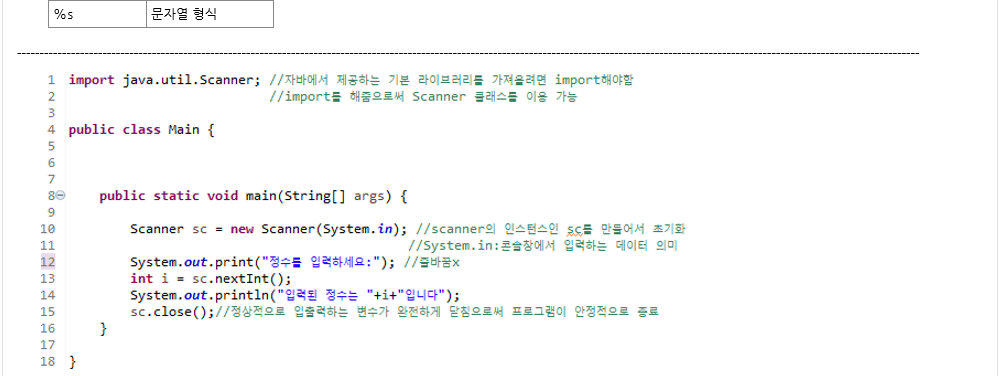 %s 문자열 형식
1 import java.util.Scanner; //자바에서 제공하는 기본 라이브러리를 가져올려면 import해야함
2 //import를 해줌으로써 Scanner 클래스를 이용 가능
3
4 public class Main {
5
6
7
8 public static void main(String[] args) {
9
10 Scanner sc = new Scanner(System.in); //scanner의 인스턴스인 sc를 만들어서 초기화
11 //System.in:콘솔창에서 입력하는 데이터 의미
12 System.out.print("정수를 입력하세요:"); //줄바꿈x
13 int i = sc.nextInt();
14 System.out.println("입력된 정수는 "+i+"입니다");
15 sc.close();//정상적으로 입출력하는 변수가 완전하게 닫침으로써 프로그램이 안정적으로 종료
16 }
17
18 }